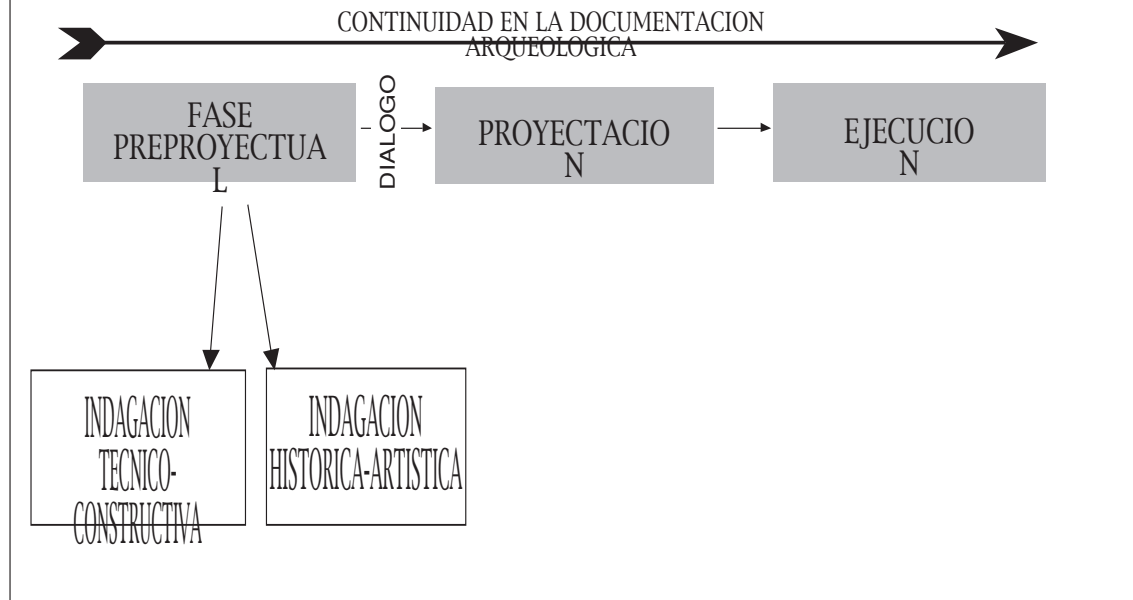 CONTINUIDAD EN LA DOCUMENTACION
ARQUEOLOGICA
FASE
PREPROYECTUA
L
DIALOGO
PROYECTACIO
N
EJECUCIO
N
INDAGACION
TECNICO-
CONSTRUCTIVA
INDAGACION
HISTORICA-ARTISTICA